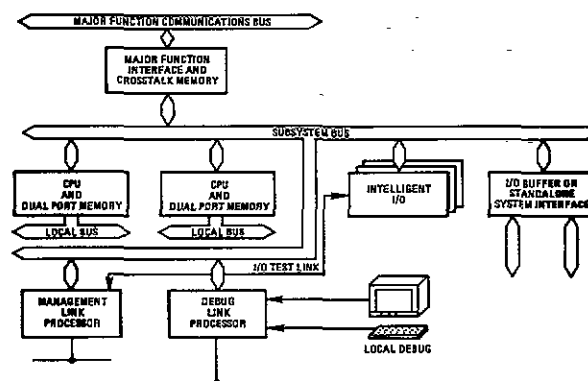 MAJOR FUNCTION COMMUNICATIONS BUS
MAJOR FUNCTION
INTERFACE AND
CROSSTALK MEMORY
SUBSYSTEM BUS
CPU
AND
DUAL PORT MEMORY
CPU
AND
DUAL PORT MEMORY
INTELLIGENT
I/O
I/O BUFFER OR
STANDALONE
SYSTEM INTERFACE
LOCAL BUS
LOCAL BUS
I/O TEST LINK
MANAGEMENT
LINK
PROCESSOR
DEBUG
LINK
PROCESSOR
LOCAL DEBUG